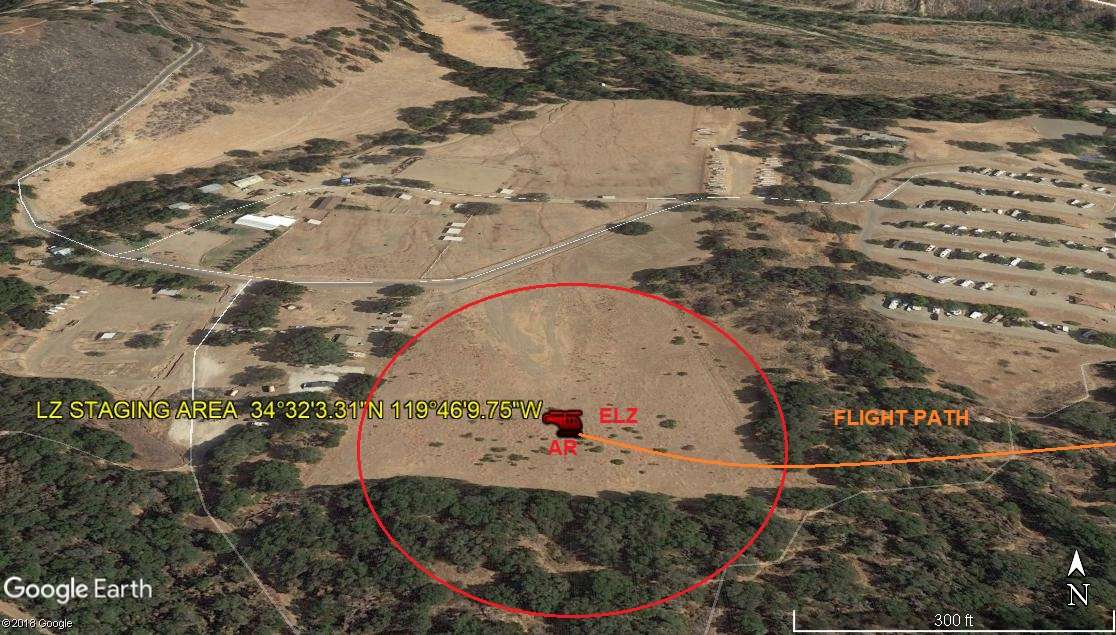 LZ STAGING AREA 34°32'3.31"N 119°46'9.75"W
ELZ
FLIGHT PATH
AR
Google Earth
N
©2018 Google
300 ft